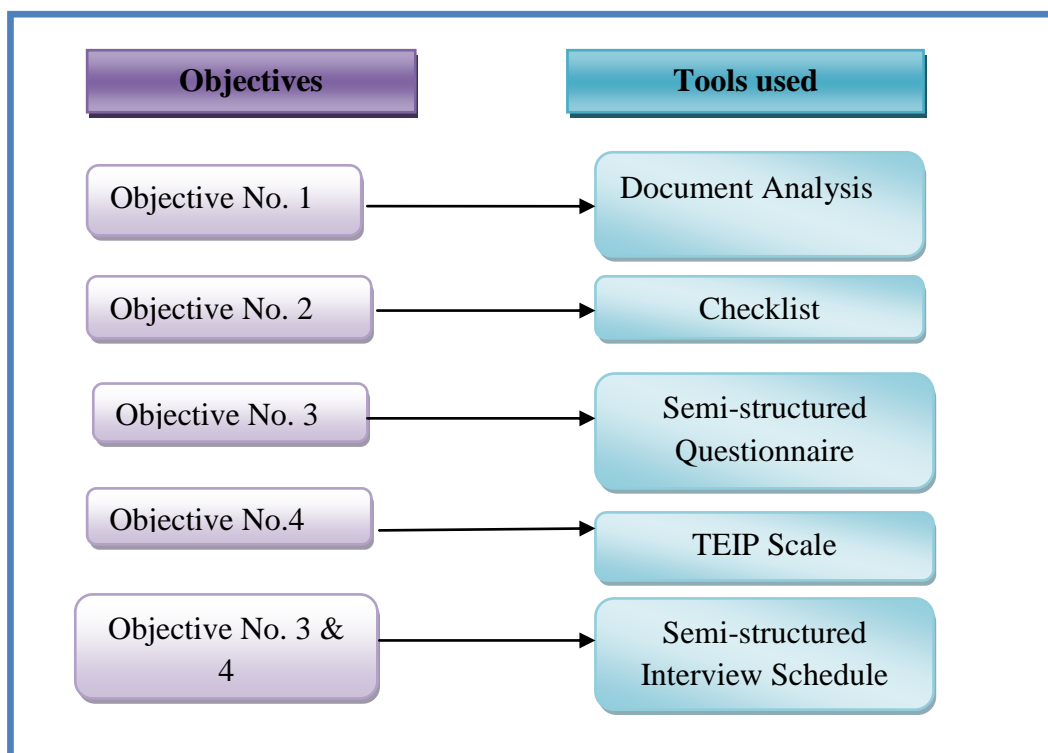 Objectives
Tools used
Objective No. 1
Document Analysis
Objective No. 2
Checklist
Objective No. 3
Semi-structured
Questionnaire
Objective No.4
TEIP Scale
Objective No. 3 &
4
Semi-structured
Interview Schedule